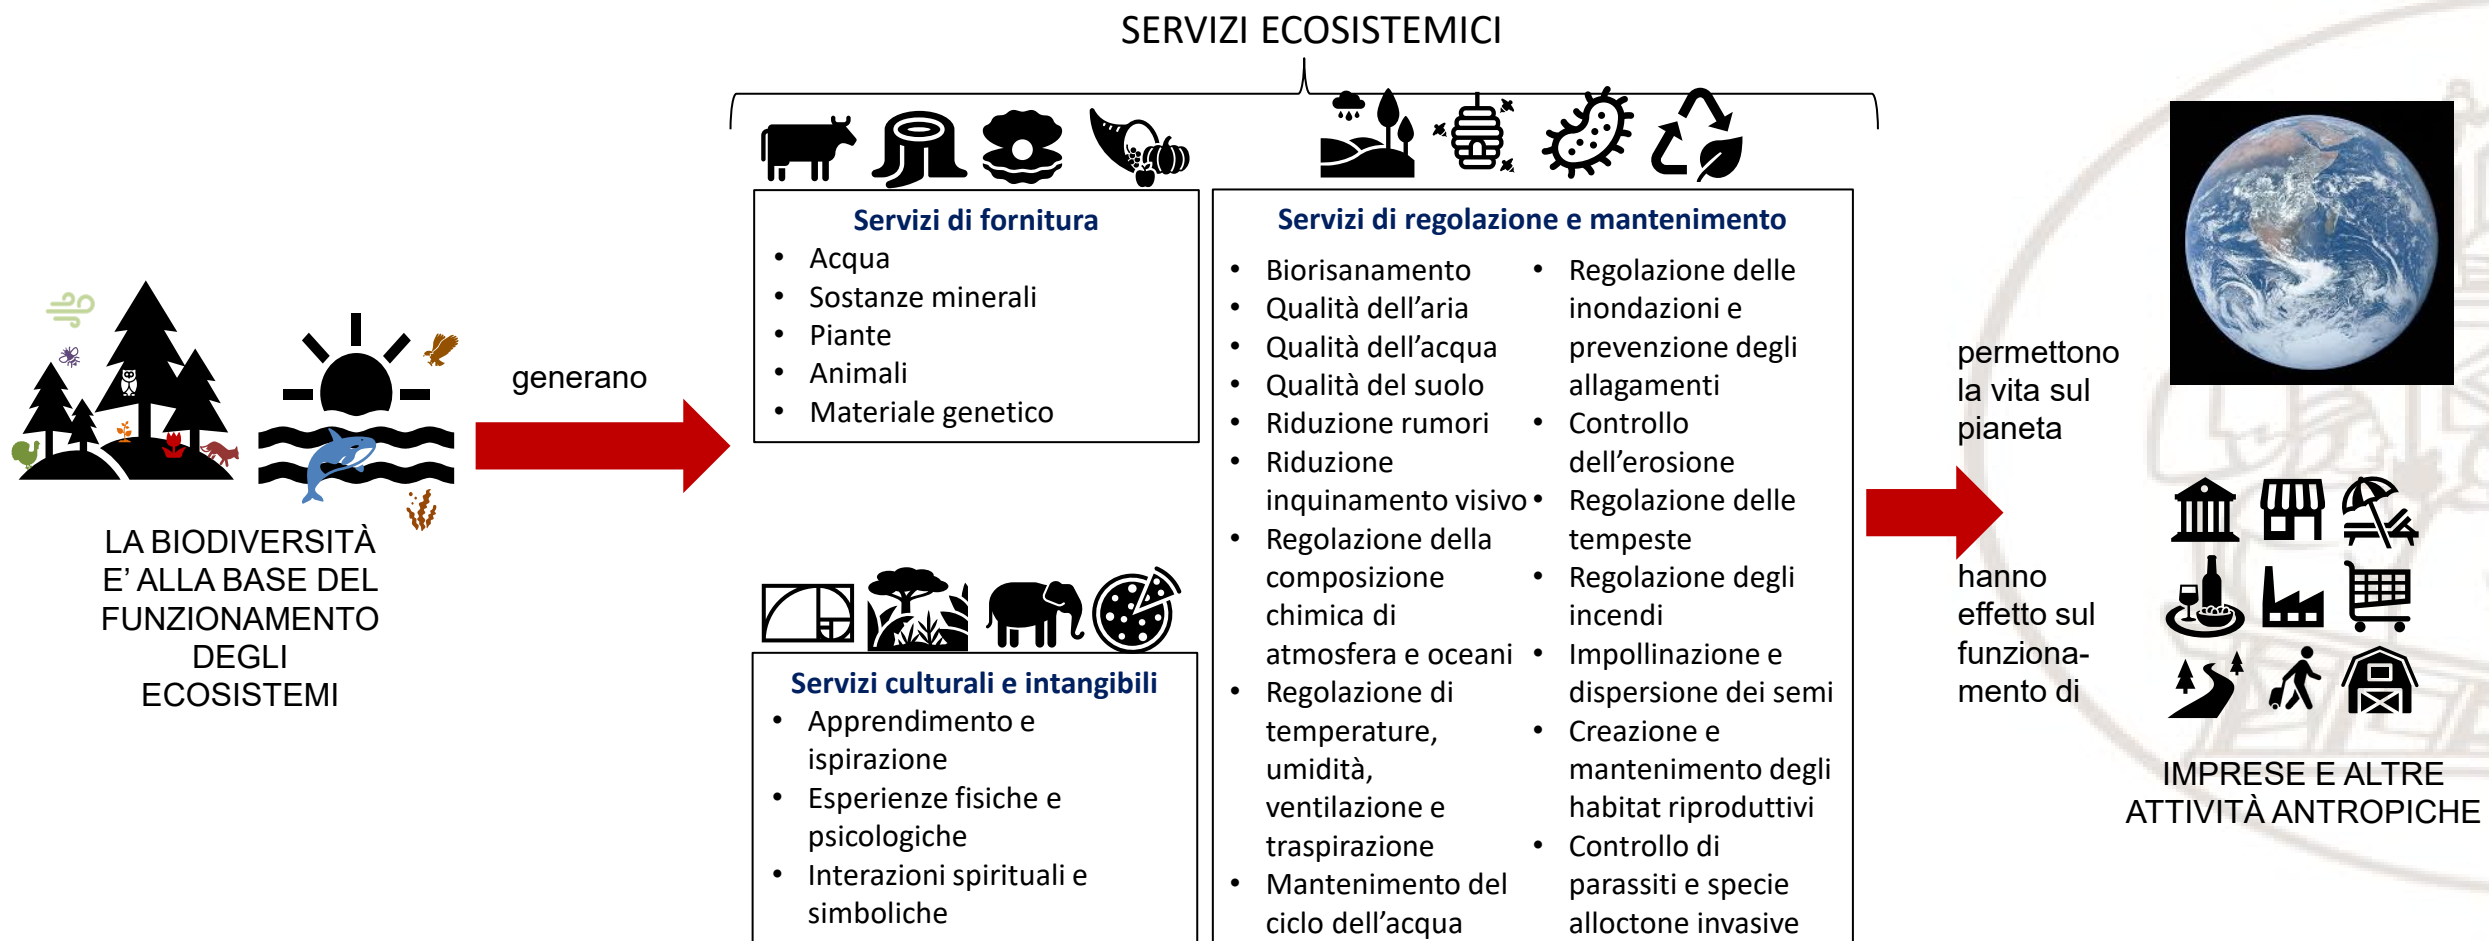 SERVIZI ECOSISTEMICI
LA BIODIVERSITÀ
E’ ALLA BASE DEL
FUNZIONAMENTO
DEGLI
ECOSISTEMI
generano
Servizi di fornitura
• Acqua
• Sostanze minerali
• Piante
• Animali
• Materiale genetico
Servizi culturali e intangibili
• Apprendimento e
ispirazione
• Esperienze fisiche e
psicologiche
• Interazioni spirituali e
simboliche
Servizi di regolazione e mantenimento
• Biorisanamento
• Qualità dell’aria
• Qualità dell’acqua
• Qualità del suolo
• Riduzione rumori
• Riduzione
inquinamento visivo
• Regolazione della
composizione
chimica di
atmosfera e oceani
• Regolazione di
temperature,
umidità,
ventilazione e
traspirazione
• Mantenimento del
ciclo dell’acqua
• Regolazione delle
inondazioni e
prevenzione degli
allagamenti
• Controllo
dell’erosione
• Regolazione delle
tempeste
• Regolazione degli
incendi
• Impollinazione e
dispersione dei semi
• Creazione e
mantenimento degli
habitat riproduttivi
• Controllo di
parassiti e specie
alloctone invasive
permettono
la vita sul
pianeta
hanno
effetto sul
funziona-
mento di
IMPRESE E ALTRE
ATTIVITÀ ANTROPICHE